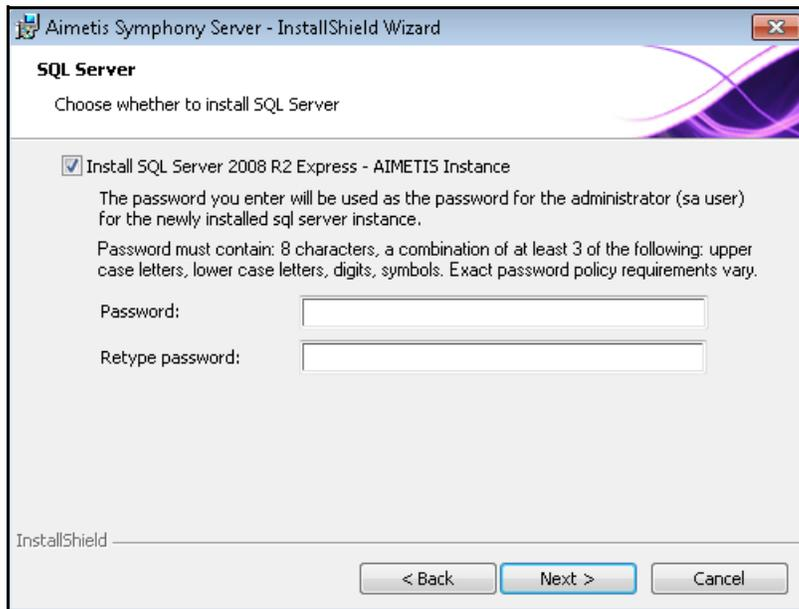 Aimetis Symphony Server - InstallShield Wizard
SQL Server
Choose whether to install SQL Server
Install SQL Server 2008 R2 Express - AIMETIS Instance
The password you enter will be used as the password for the administrator (sa user)
for the newly installed sql server instance.
Password must contain: 8 characters, a combination of at least 3 of the following: upper
case letters, lower case letters, digits, symbols. Exact password policy requirements vary.
Password:
Retype password:
InstallShield
< Back Next > Cancel